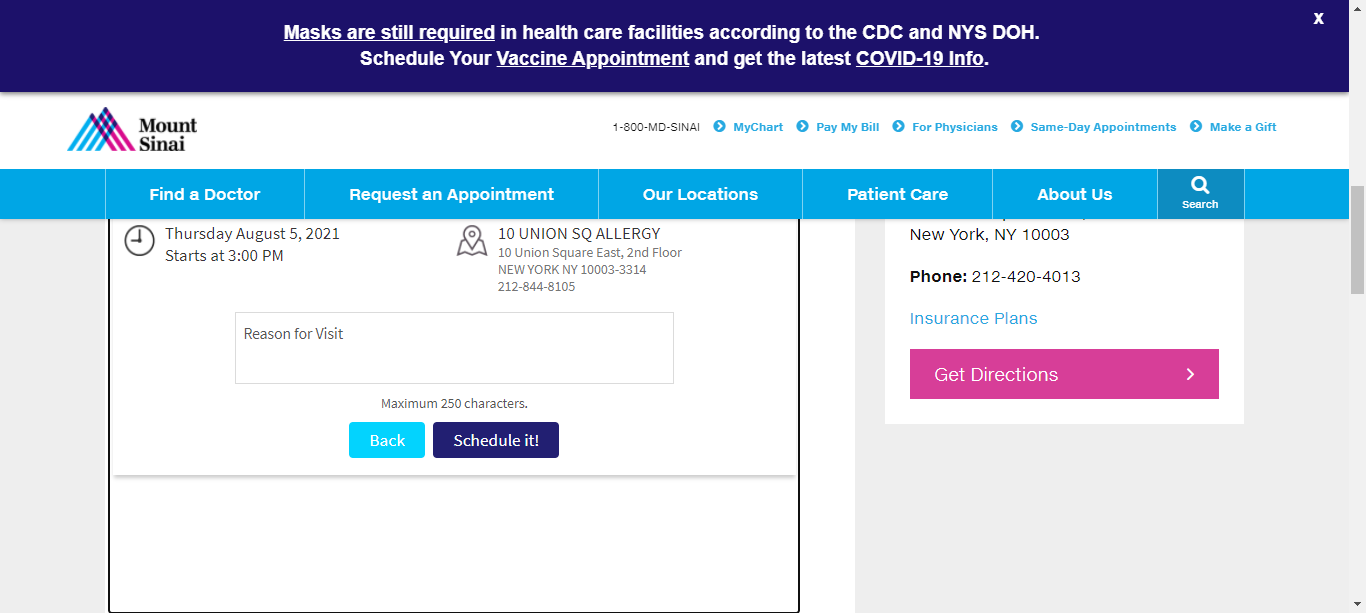 Masks are still required in health care facilities according to the CDC and NYS DOH.
Schedule Your Vaccine Appointment and get the latest COVID-19 Info.
X
Mount
Sinai
1-800-MD-SINAI MyChart Pay My Bill For Physicians Same-Day Appointments Make a Gift
Find a Doctor Request an Appointment Our Locations Patient Care About Us Search
Thursday August 5, 2021
Starts at 3:00 PM
10 UNION SQ ALLERGY
10 Union Square East, 2nd Floor
NEW YORK NY 10003-3314
212-844-8105
Reason for Visit
Maximum 250 characters.
Back Schedule it!
New York, NY 10003
Phone: 212-420-4013
Insurance Plans
Get Directions